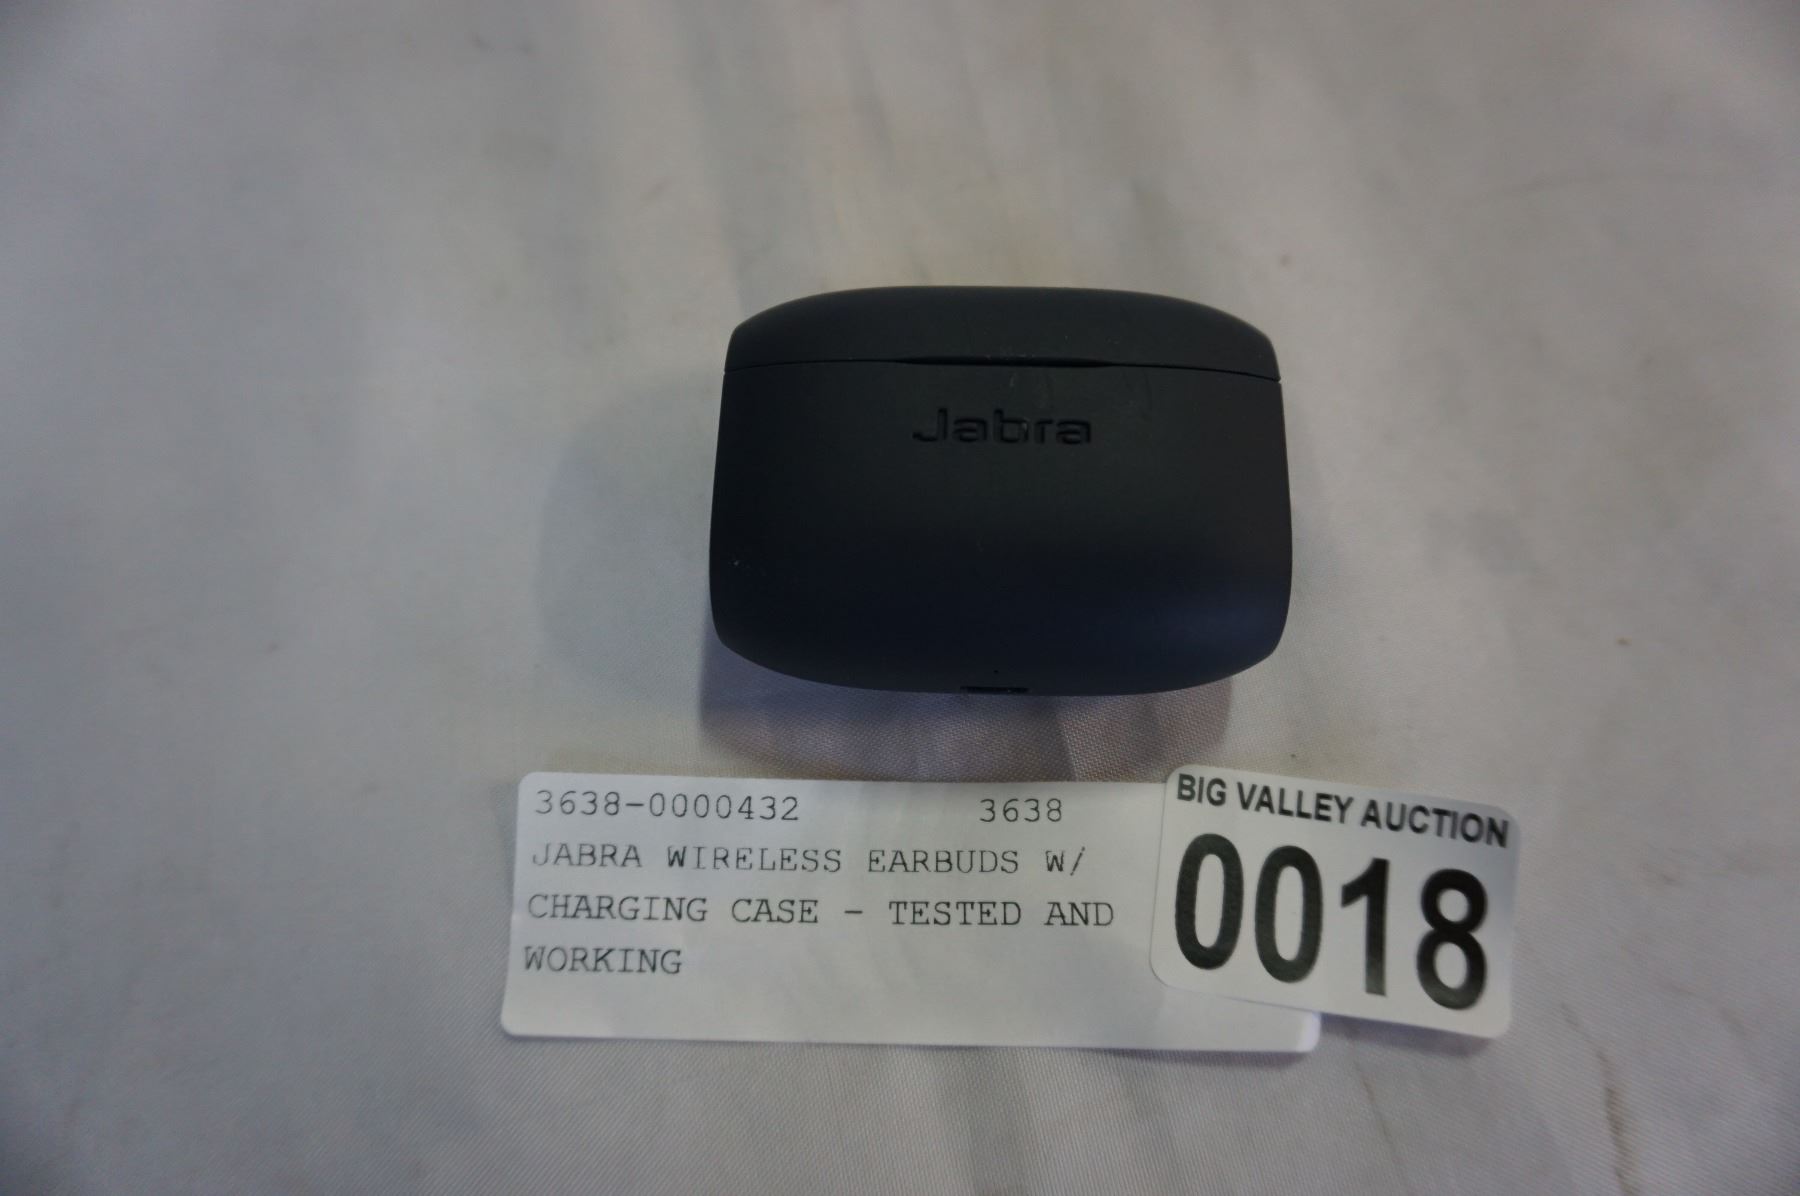 Jabra
3638-0000432 3638
JABRA WIRELESS EARBUDS W/
CHARGING CASE - TESTED AND
WORKING
BIG VALLEY AUCTION
0018